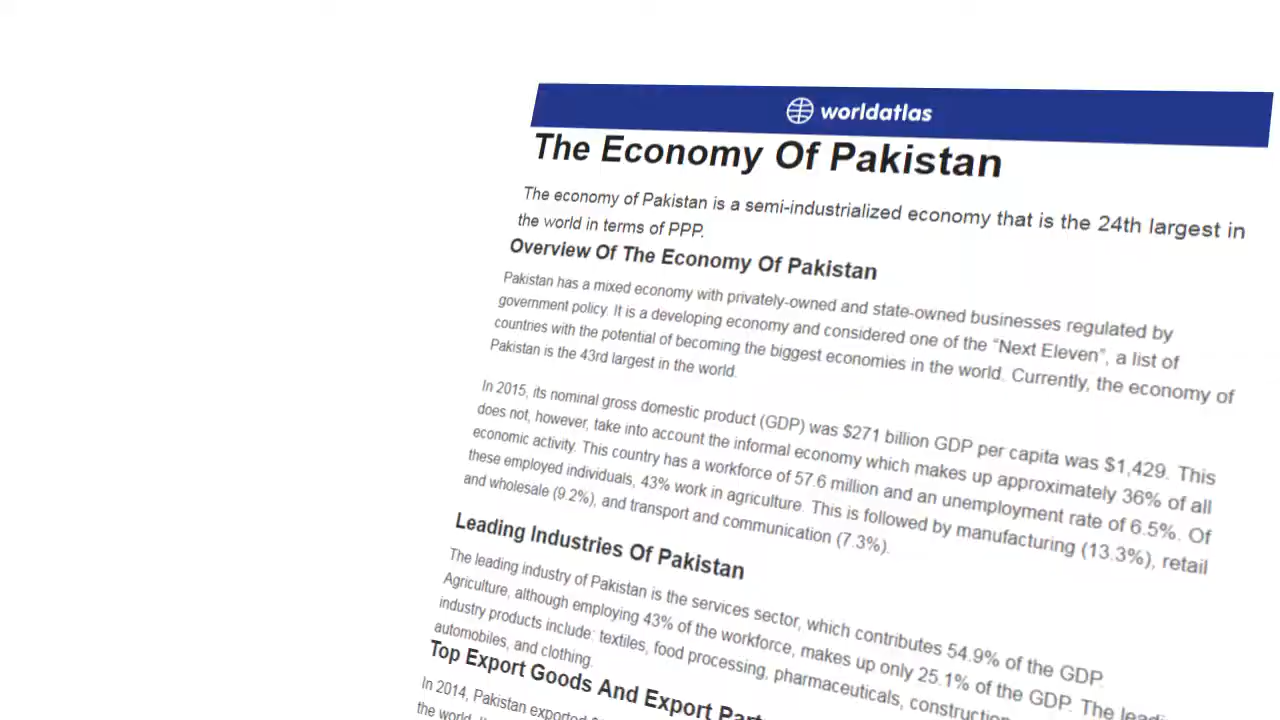 worldatlas
The Economy Of Pakistan
The economy of Pakistan is a semi-industrialized economy that is the 24th largest in
the world in terms of PPP.
Overview Of The Economy Of Pakistan
Pakistan has a mixed economy with privately-owned and state-owned businesses regulated by
government policy. It is a developing economy and considered one of the “Next Eleven”, a list of
countries with the potential of becoming the biggest economies in the world. Currently, the economy of
Pakistan is the 43rd largest in the world.
In 2015, its nominal gross domestic product (GDP) was $271 billion GDP per capita was $1,429. This
does not, however, take into account the informal economy which makes up approximately 36% of all
economic activity. This country has a workforce of 57.6 million and an unemployment rate of 6.5%. Of
these employed individuals, 43% work in agriculture. This is followed by manufacturing (13.3%), retail
and wholesale (9.2%), and transport and communication (7.3%).
Leading Industries Of Pakistan
The leading industry of Pakistan is the services sector, which contributes 54.9% of the GDP.
Agriculture, although employing 43% of the workforce, makes up only 25.1% of the GDP. The
industry products include: textiles, food processing, pharmaceuticals,
automobiles, and clothing.
Top Export Goods And Export
In 2014, Pakistan exported
the world,